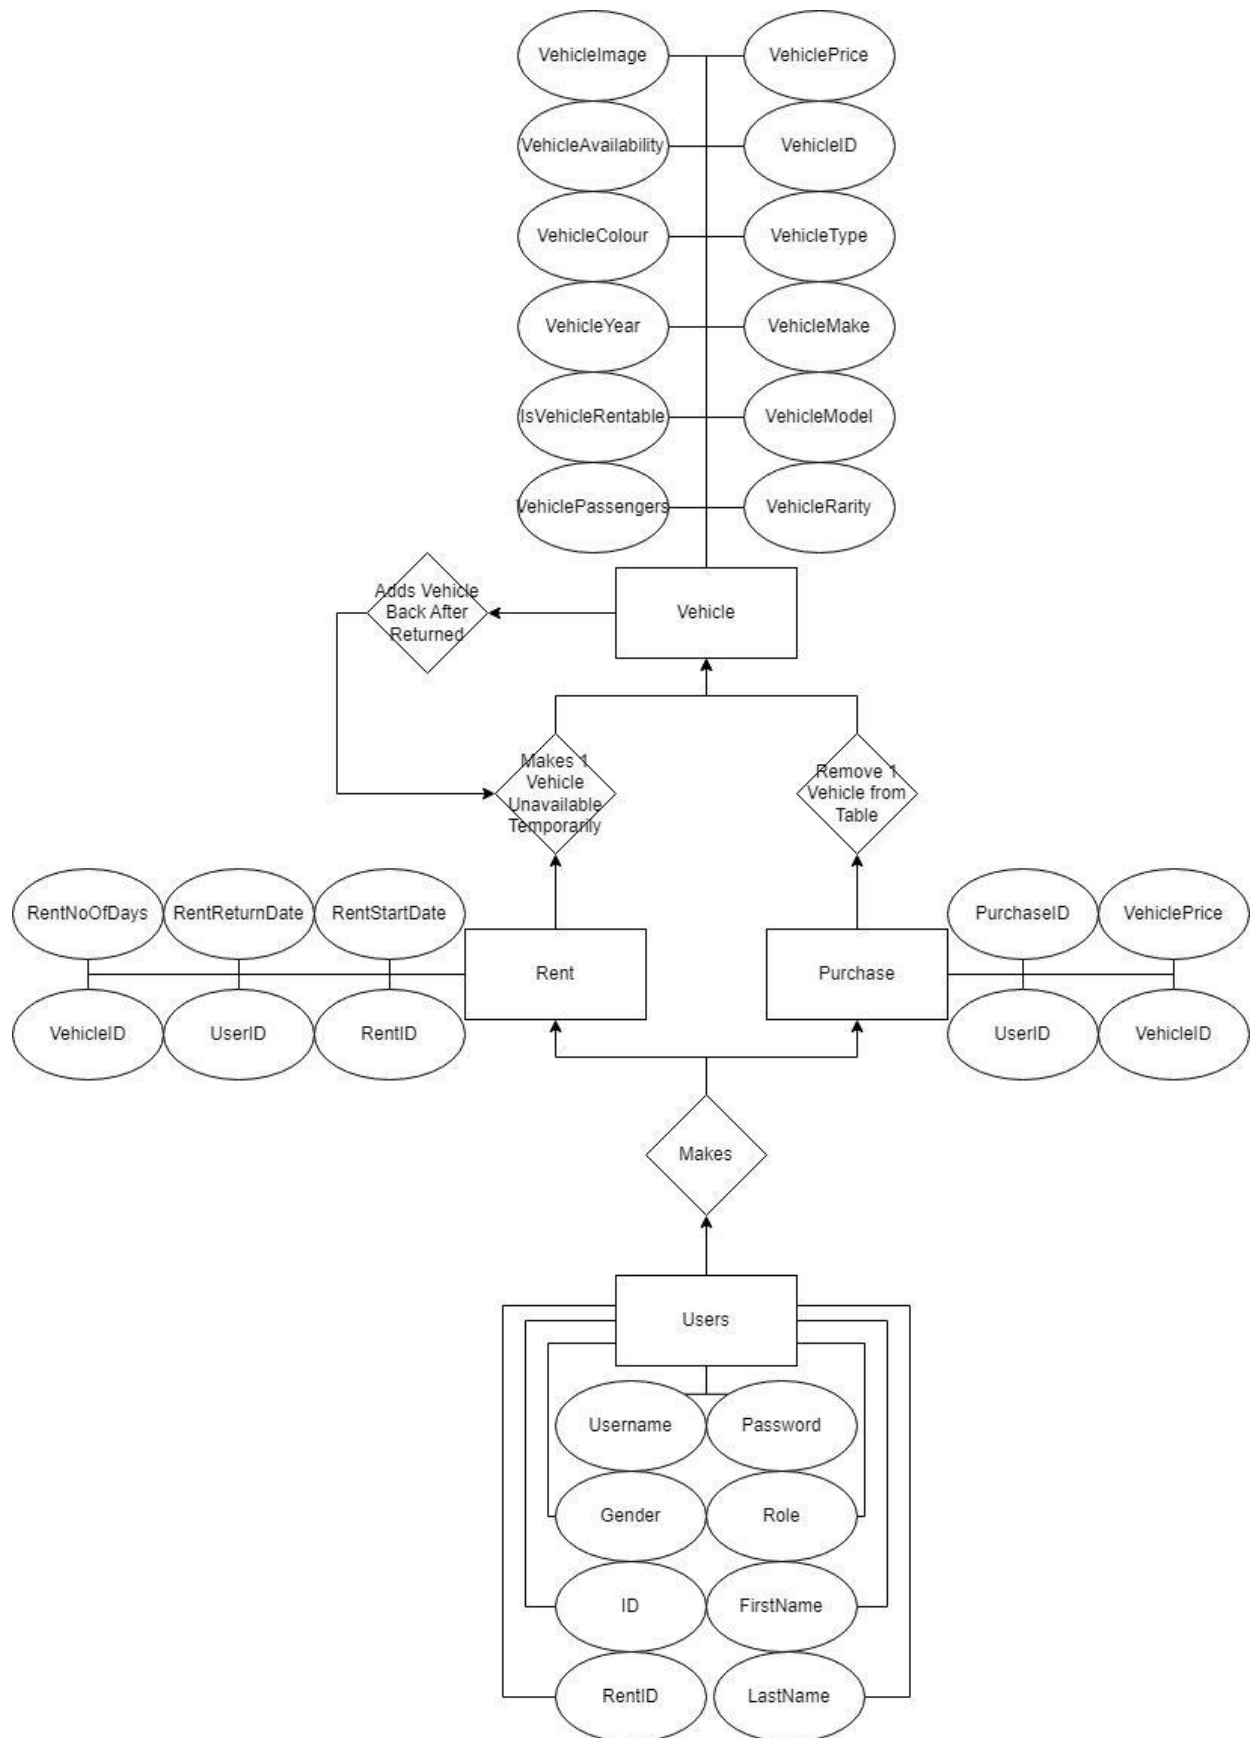 VehicleImage
VehiclePrice
VehicleAvailability
VehicleID
VehicleColour
VehicleType
VehicleYear
VehicleMake
IsVehicleRentable
VehicleModel
VehiclePassengers
VehicleRarity
Adds Vehicle
Back After
Returned
Vehicle
Makes 1
Vehicle
Unavailable
Temporarily
Remove 1
Vehicle from
Table
RentNoOfDays
RentReturnDate
RentStartDate
PurchaseID
VehiclePrice
Rent
Purchase
VehicleID
UserID
RentID
UserID
VehicleID
Makes
Users
Username
Password
Gender
Role
ID
FirstName
RentID
LastName